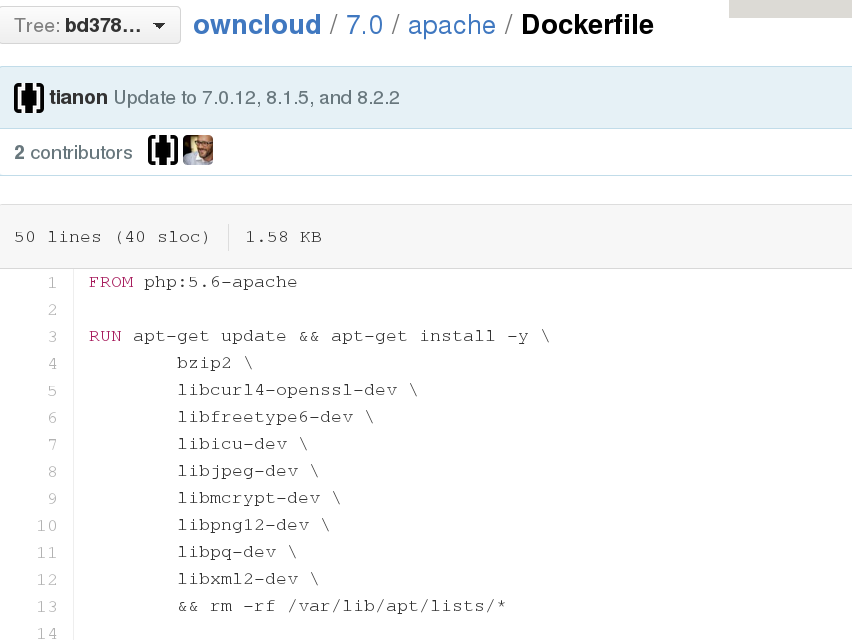 Tree: bd378... owncloud / 7.0 / apache / Dockerfile
tianon Update to 7.0.12, 8.1.5, and 8.2.2
2 contributors
50 lines (40 sloc) 1.58 KB
1 FROM php:5.6-apache
2
3 RUN apt-get update && apt-get install -y \
4 bzip2 \
5 libcurl4-openssl-dev \
6 libfreetype6-dev \
7 libicu-dev \
8 libjpeg-dev \
9 libmcrypt-dev \
10 libpng12-dev \
11 libpq-dev \
12 libxml2-dev \
13 && rm -rf /var/lib/apt/lists/*
14